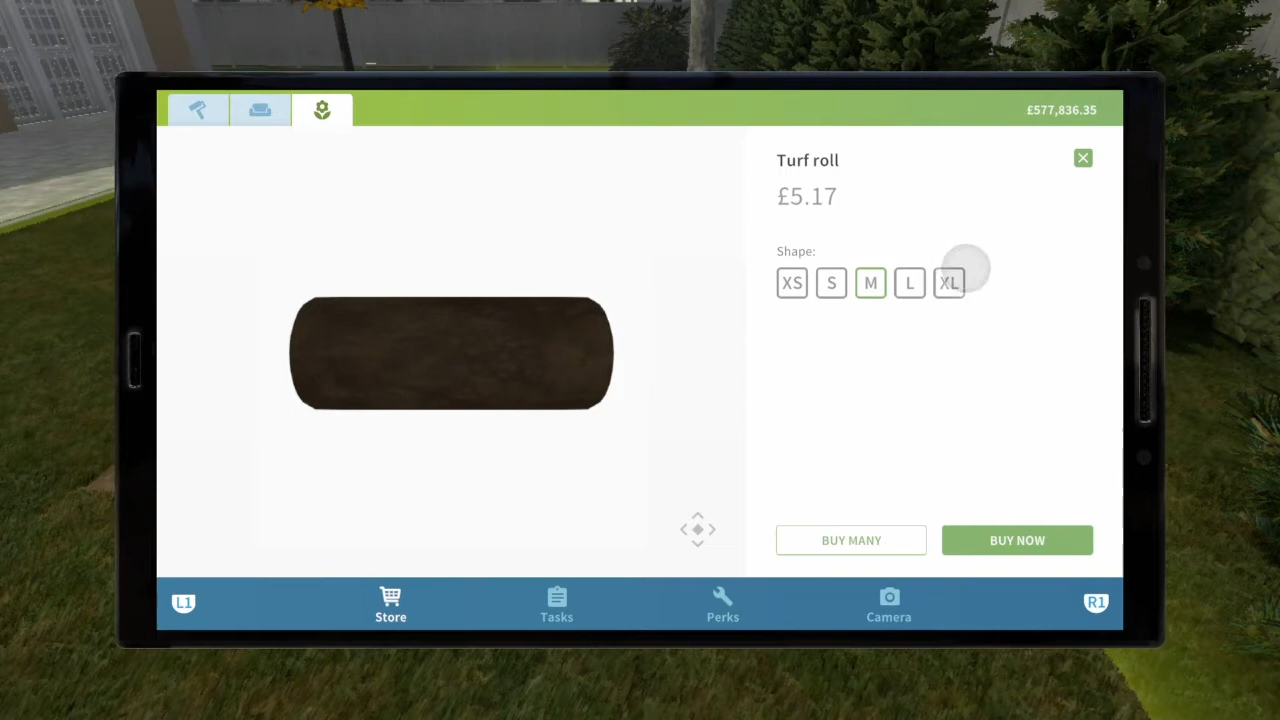 £577,836.35
Turf roll
£5.17
Shape:
XS S M L XL
BUY MANY BUY NOW
L1 Store Tasks Perks Camera R1